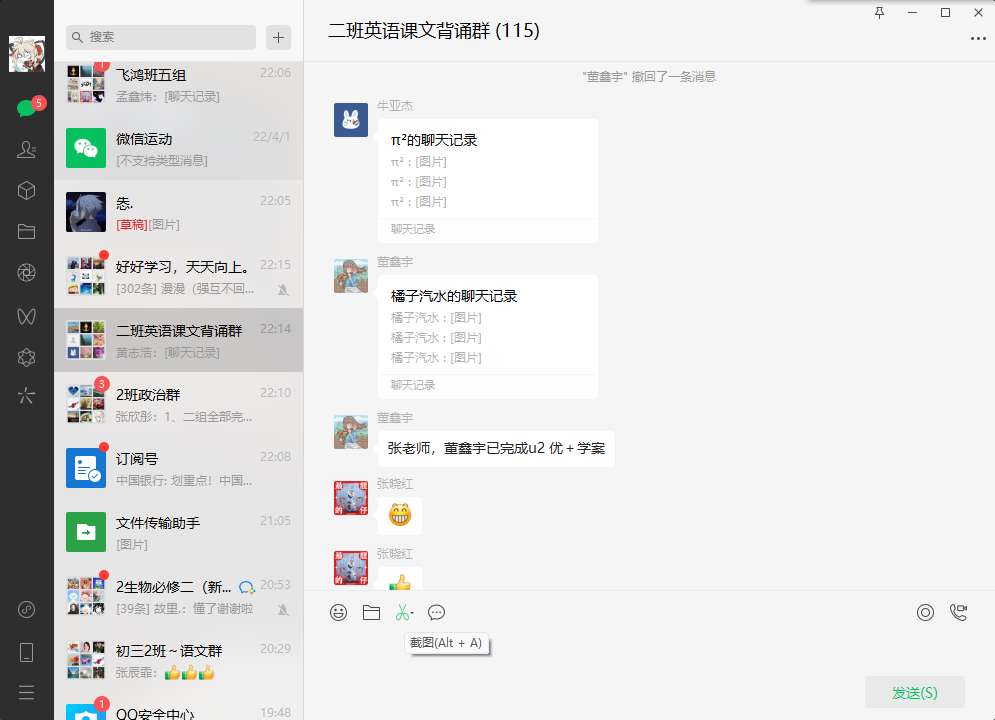 5
搜索
1
飞鸿班五组
22:06
孟鑫炜：[聊天记录]
微信运动
22/4/1
[不支持类型消息]
恷.
22:05
[草稿][图片]
好好学习，天天向上。
22:15
[302条] 漫漫（强互不回...
二班英语课文背诵群
22:14
黄志浩：[聊天记录]
3
2班政治群
22:10
张欣彤：1、二组全部完...
订阅号
22:08
中国银行: 划重点！中国...
文件传输助手
21:05
[图片]
2生物必修二（新...
20:53
[39条] 故里.：懂了谢谢啦
初三2班～语文群
20:29
张辰霏：
1
QQ安全中心
19:48
二班英语课文背诵群 (115)
"董鑫宇" 撤回了一条消息
牛亚杰
π²的聊天记录
π²：[图片]
π²：[图片]
π²：[图片]
聊天记录
董鑫宇
橘子汽水的聊天记录
橘子汽水：[图片]
橘子汽水：[图片]
橘子汽水：[图片]
聊天记录
董鑫宇
张老师，董鑫宇已完成u2 优＋学案
张晓红
张晓红
截图(Alt + A)
发送(S)